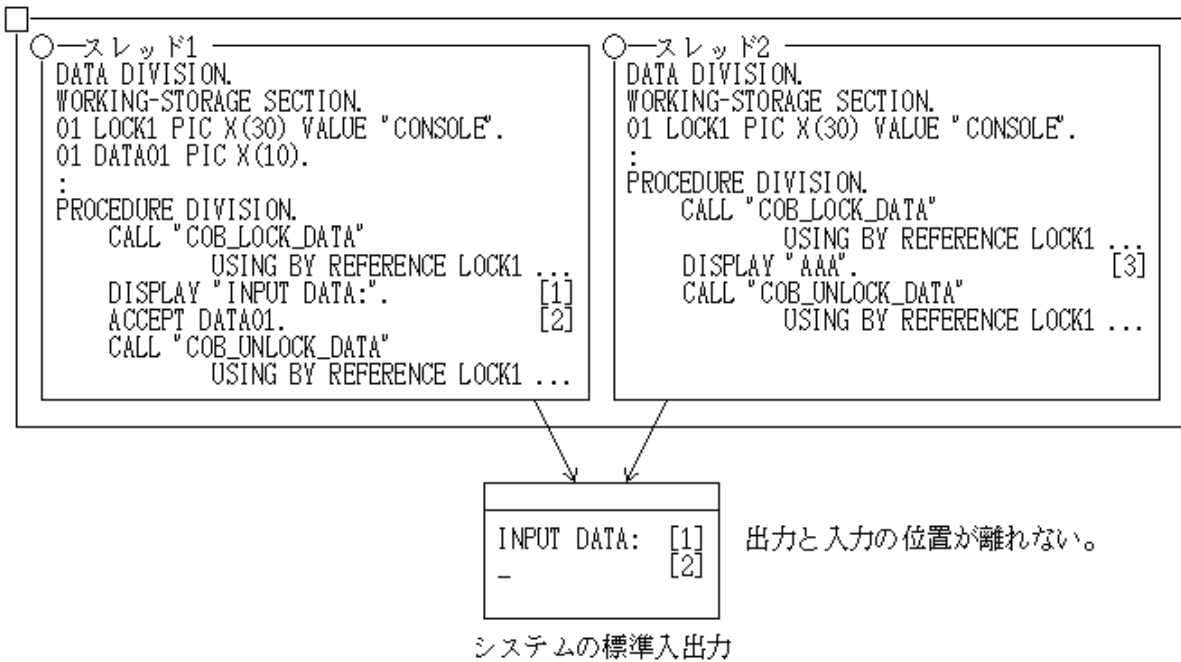 スレッド1
DATA DIVISION.
WORKING-STORAGE SECTION.
01 LOCK1 PIC X(30) VALUE "CONSOLE".
01 DATA01 PIC X(10).
:
PROCEDURE DIVISION.
CALL "COB_LOCK_DATA"
USING BY REFERENCE LOCK1 ...
DISPLAY "INPUT DATA:". [1]
ACCEPT DATA01. [2]
CALL "COB_UNLOCK_DATA"
USING BY REFERENCE LOCK1 ...
スレッド2
DATA DIVISION.
WORKING-STORAGE SECTION.
01 LOCK1 PIC X(30) VALUE "CONSOLE".
:
PROCEDURE DIVISION.
CALL "COB_LOCK_DATA"
USING BY REFERENCE LOCK1 ...
DISPLAY "AAA". [3]
CALL "COB_UNLOCK_DATA"
USING BY REFERENCE LOCK1 ...
INPUT DATA: [1]
_ [2]
出力と入力の位置が離れない。
システムの標準入出力